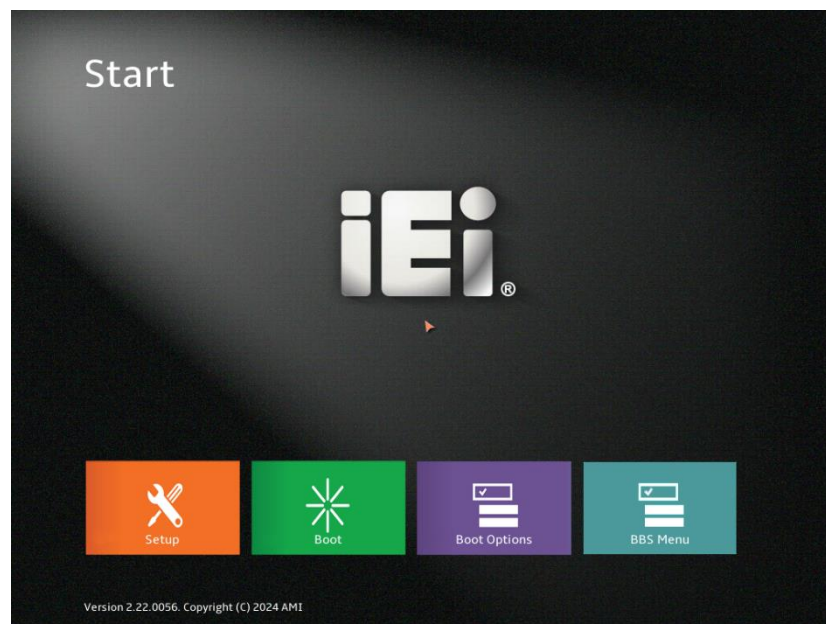 Start
iEi®
Setup
Boot
Boot Options
BBS Menu
Version 2.22.0056. Copyright (C) 2024 AMI